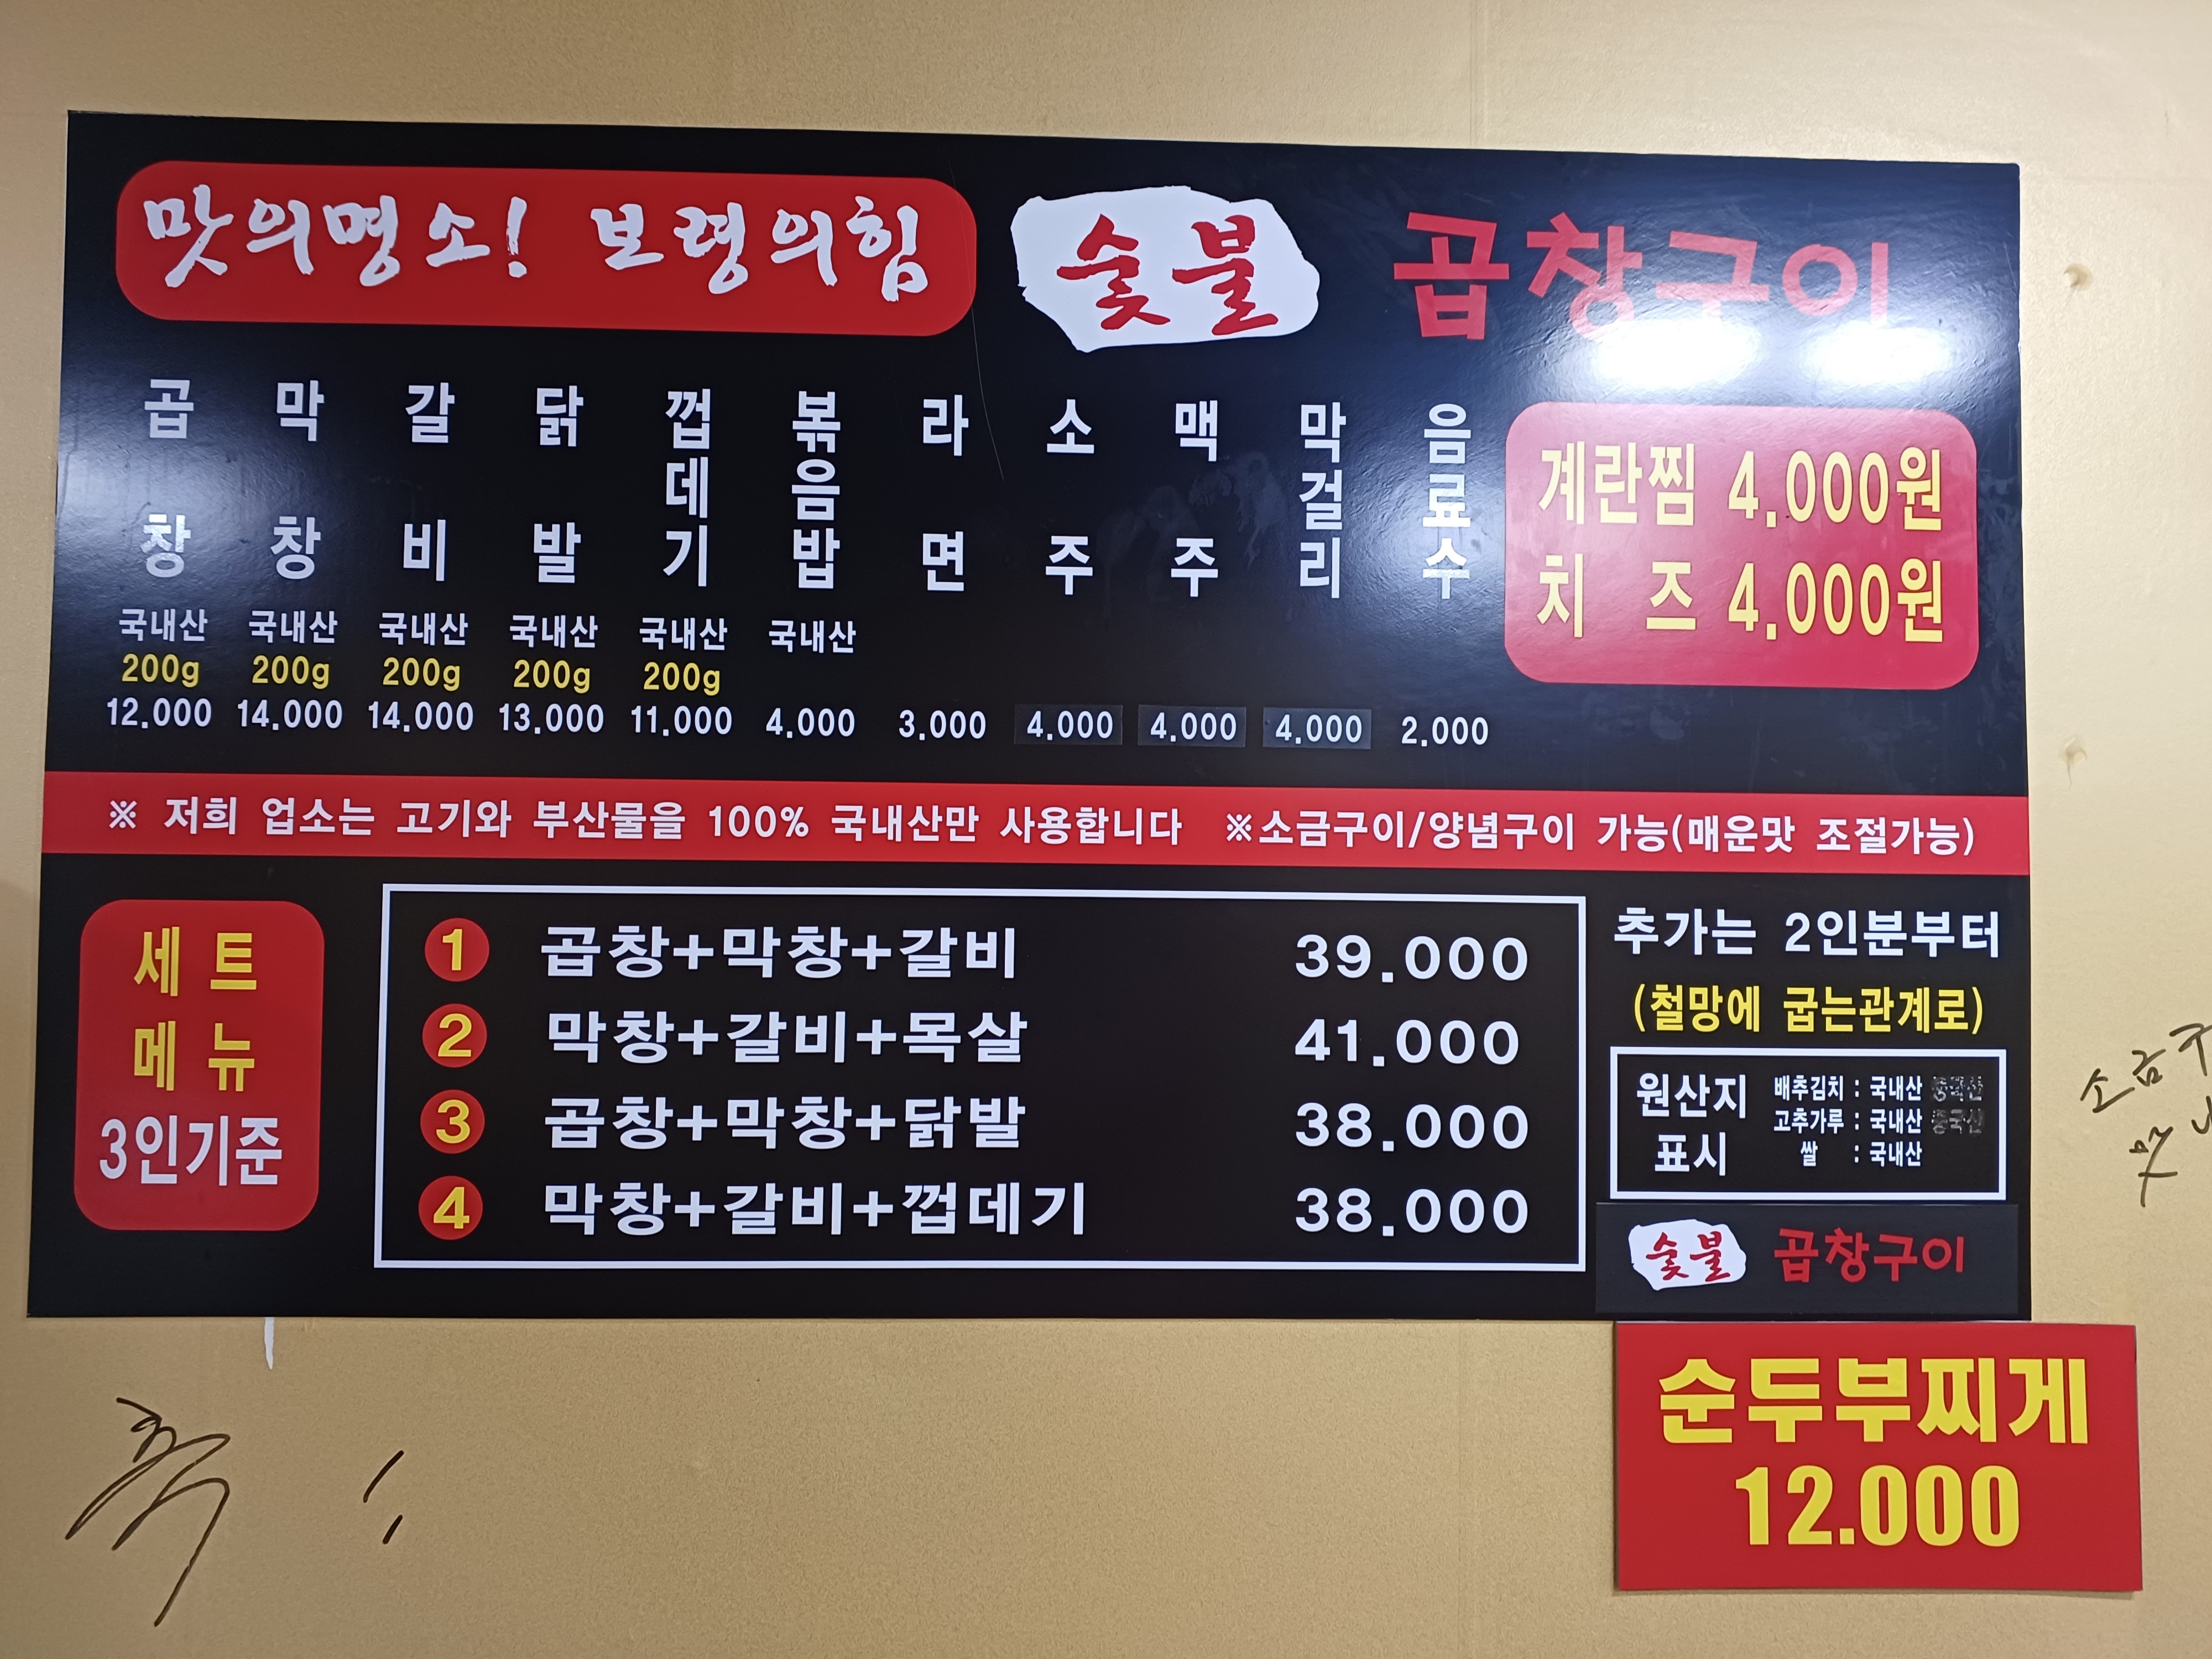 맛의명소! 보령의힘
숯불 곱창구이
곱창 막창 갈비 닭발 껍데기 볶음밥 라면 소주 맥주 막걸리 음료수
국내산 국내산 국내산 국내산 국내산 국내산
200g 200g 200g 200g 200g
12.000 14.000 14.000 13.000 11.000 4.000 3.000 4.000 4.000 4.000 2.000
계란찜 4.000원
치 즈 4.000원
※ 저희 업소는 고기와 부산물을 100% 국내산만 사용합니다 ※소금구이/양념구이 가능(매운맛 조절가능)
세트
메뉴
3인기준
1 곱창+막창+갈비 39.000
2 막창+갈비+목살 41.000
3 곱창+막창+닭발 38.000
4 막창+갈비+껍데기 38.000
추가는 2인분부터
(철망에 굽는관계로)
원산지
표시
배추김치 : 국내산 중국산
고추가루 : 국내산 중국산
쌀 : 국내산
숯불 곱창구이
순두부찌게
12.000
소금구